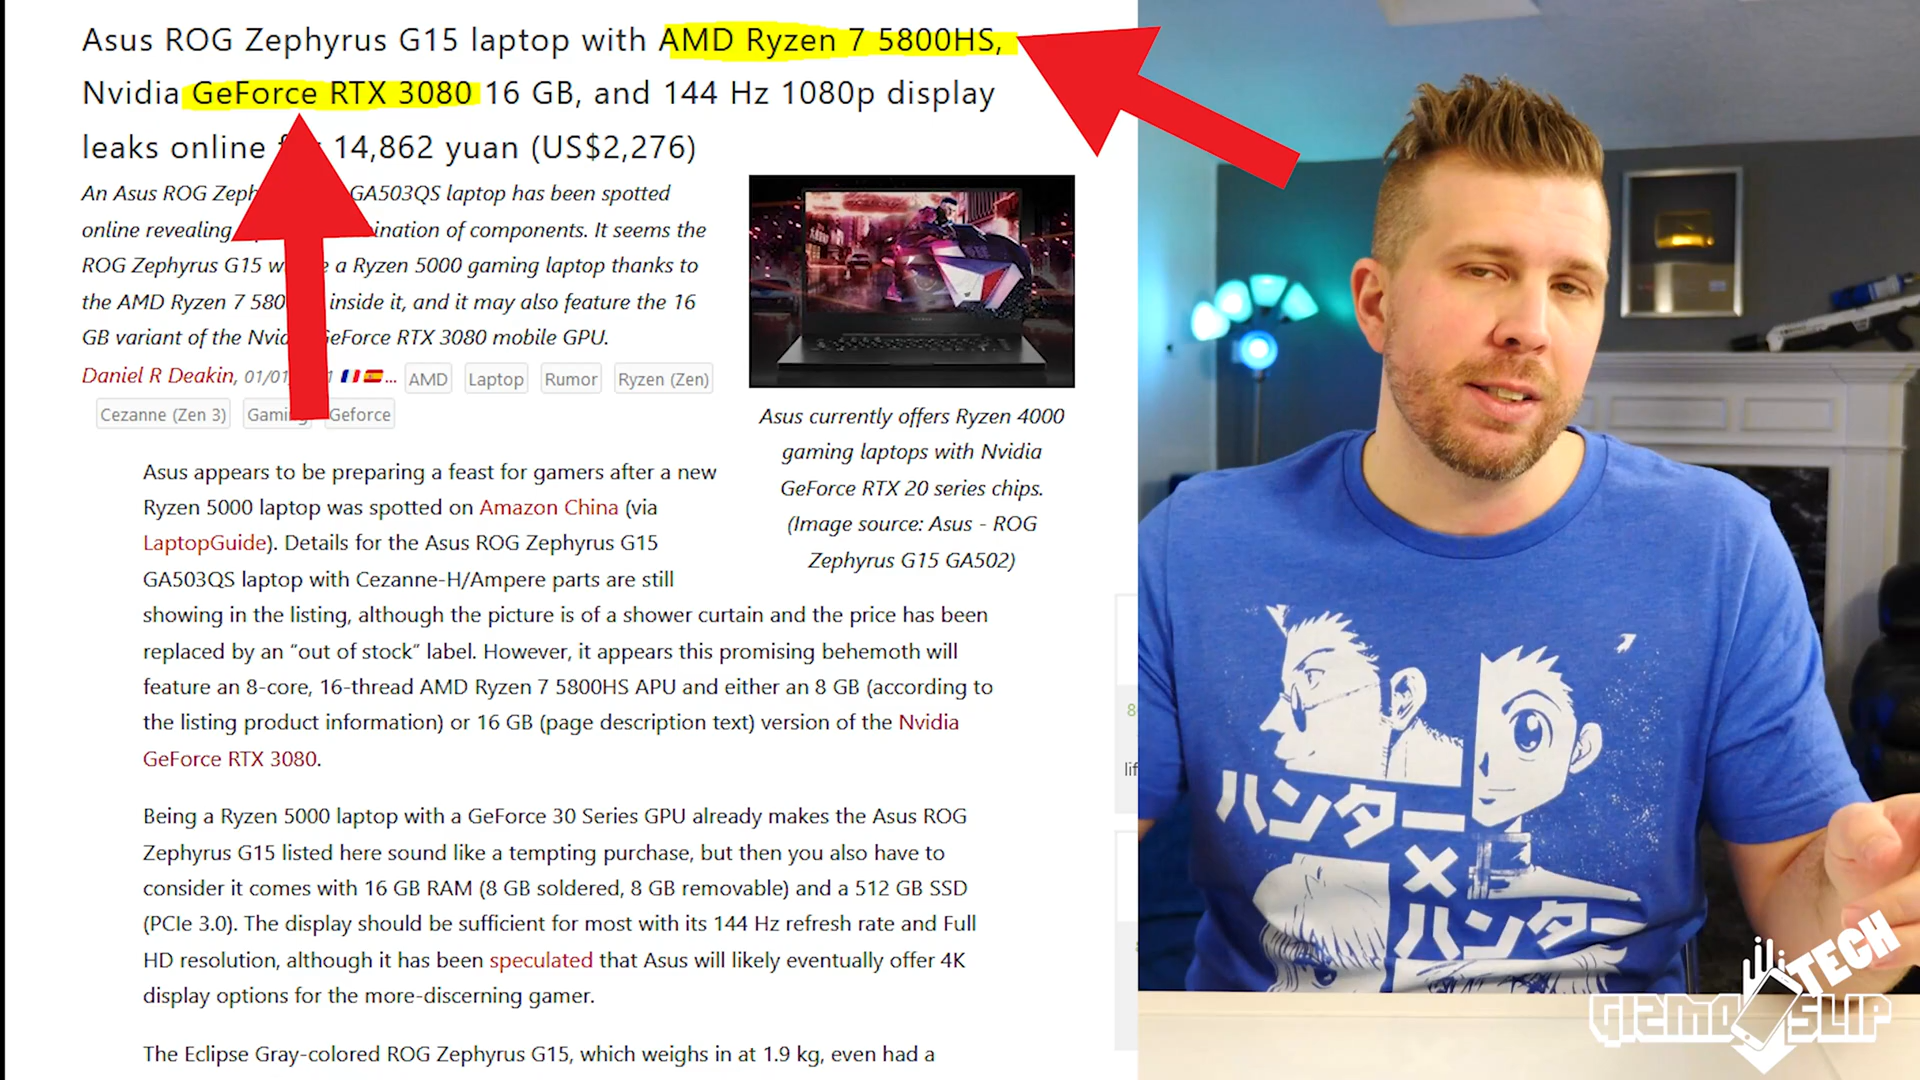 Asus ROG Zephyrus G15 laptop with AMD Ryzen 7 5800HS,
Nvidia GeForce RTX 3080 16 GB, and 144 Hz 1080p display
leaks online 14,862 yuan (US$2,276)
An Asus ROG Zeph GA503QS laptop has been spotted
online revealing ination of components. It seems the
ROG Zephyrus G15 w e a Ryzen 5000 gaming laptop thanks to
the AMD Ryzen 7 580 inside it, and it may also feature the 16
GB variant of the Nvid GeForce RTX 3080 mobile GPU.
Daniel R Deakin, 01/01 1 ... AMD Laptop Rumor Ryzen (Zen)
Cezanne (Zen 3) Gaming Geforce
Asus currently offers Ryzen 4000
gaming laptops with Nvidia
GeForce RTX 20 series chips.
(Image source: Asus - ROG
Zephyrus G15 GA502)
Asus appears to be preparing a feast for gamers after a new
Ryzen 5000 laptop was spotted on Amazon China (via
LaptopGuide). Details for the Asus ROG Zephyrus G15
GA503QS laptop with Cezanne-H/Ampere parts are still
showing in the listing, although the picture is of a shower curtain and the price has been
replaced by an “out of stock” label. However, it appears this promising behemoth will
feature an 8-core, 16-thread AMD Ryzen 7 5800HS APU and either an 8 GB (according to
the listing product information) or 16 GB (page description text) version of the Nvidia
GeForce RTX 3080.
Being a Ryzen 5000 laptop with a GeForce 30 Series GPU already makes the Asus ROG
Zephyrus G15 listed here sound like a tempting purchase, but then you also have to
consider it comes with 16 GB RAM (8 GB soldered, 8 GB removable) and a 512 GB SSD
(PCIe 3.0). The display should be sufficient for most with its 144 Hz refresh rate and Full
HD resolution, although it has been speculated that Asus will likely eventually offer 4K
display options for the more-discerning gamer.
The Eclipse Gray-colored ROG Zephyrus G15, which weighs in at 1.9 kg, even had a
8
lif
ハンター
×
ハンター
GIZMO SLIP
TECH